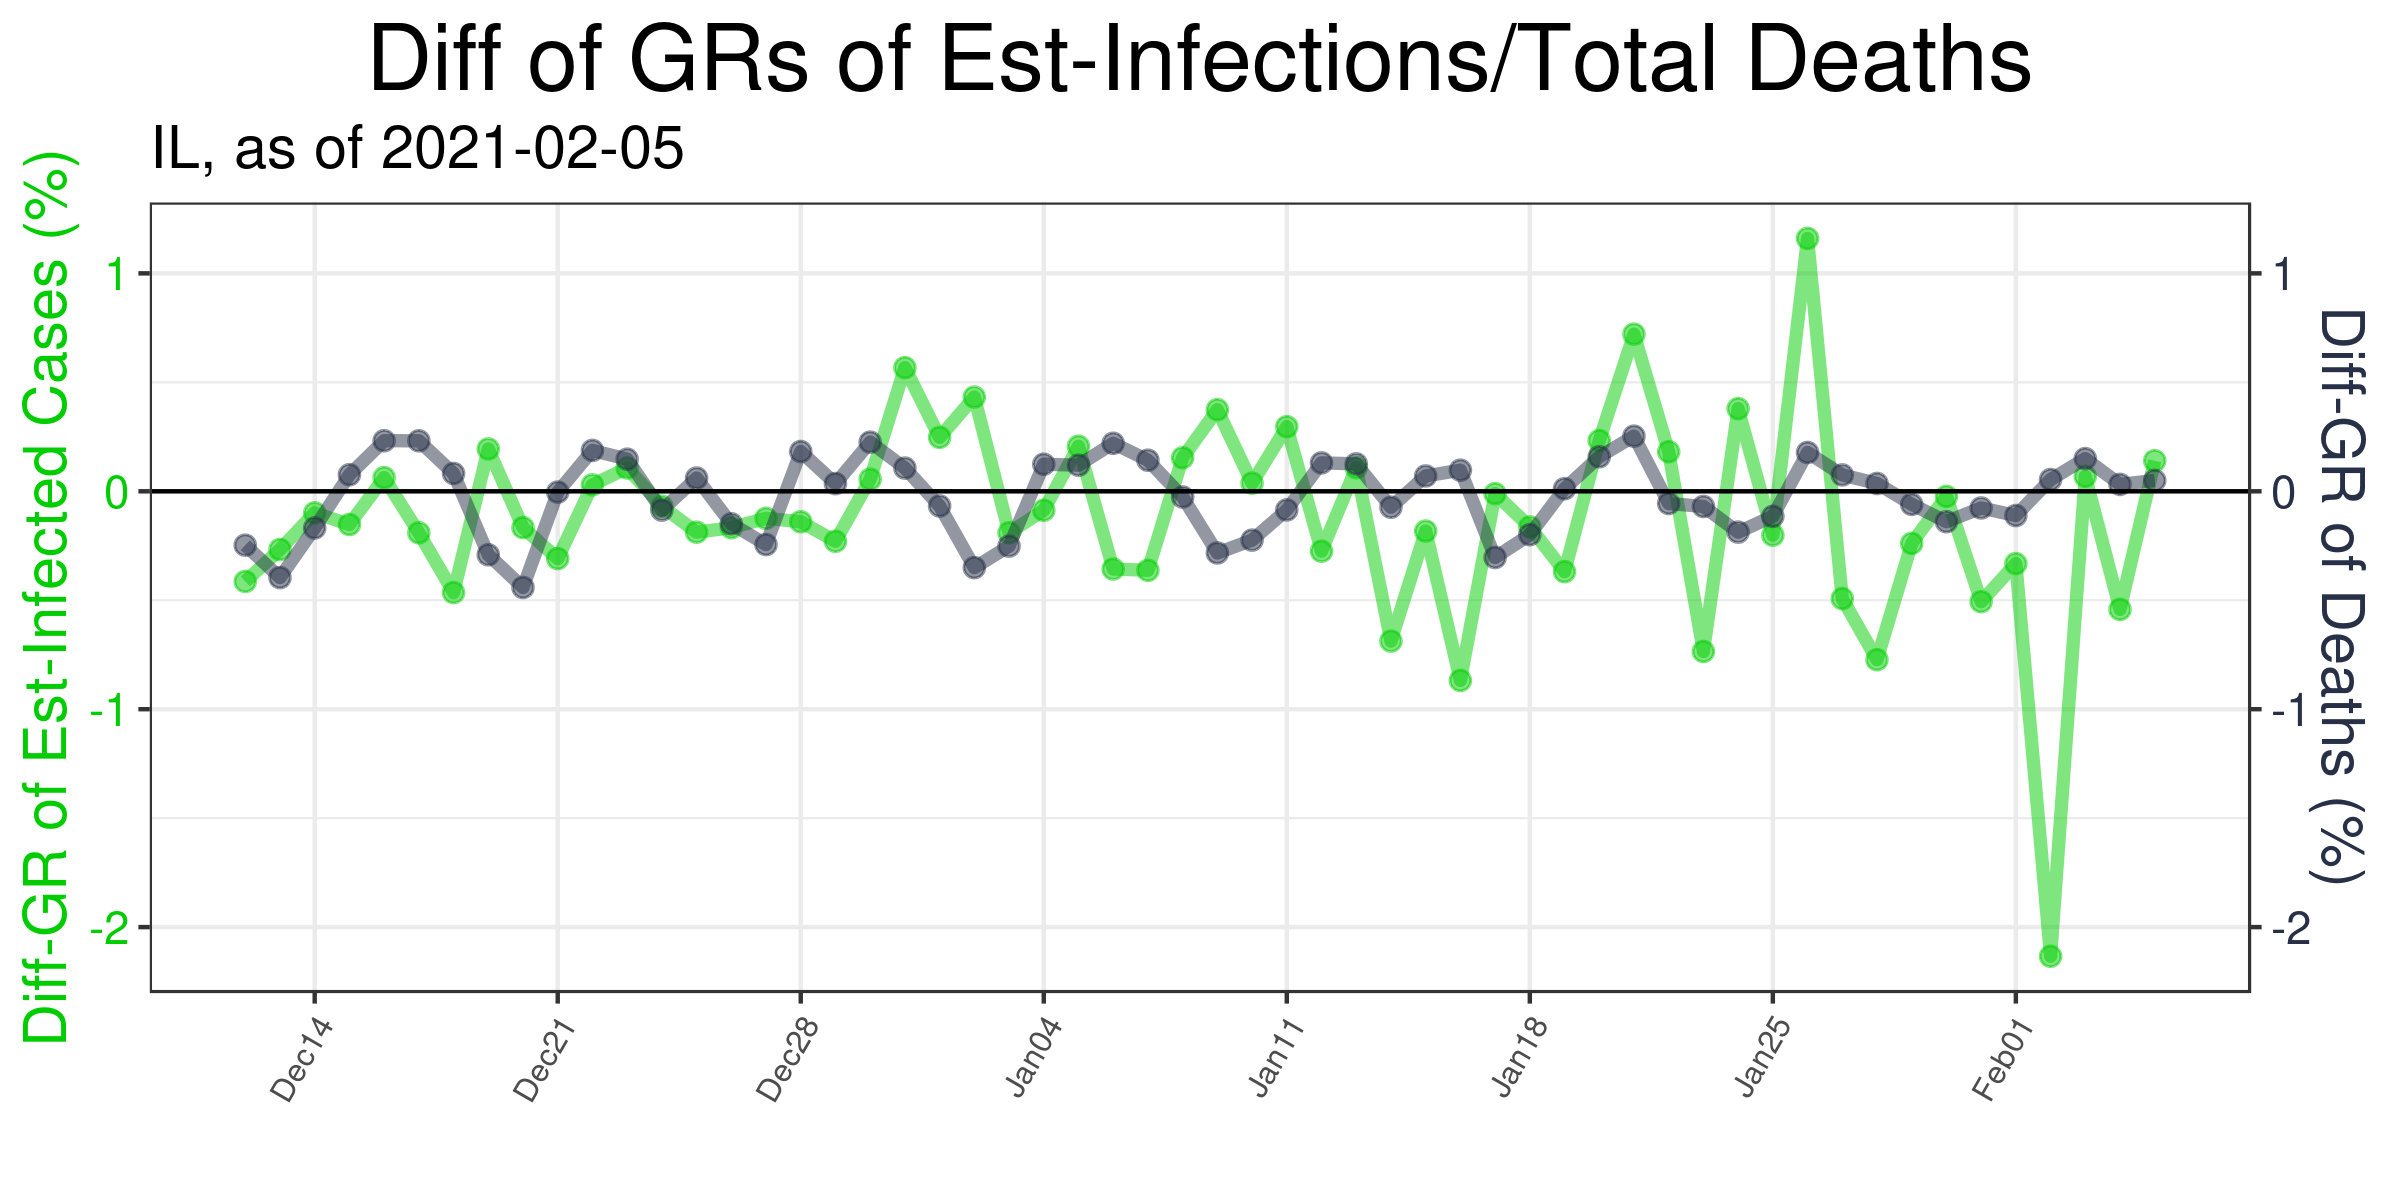 Diff of GRs of Est-Infections/Total Deaths
IL, as of 2021-02-05
Diff-GR of Est-Infected Cases (%)
1
0
-1
-2
1
0
-1
-2
Diff-GR of Deaths (%)
Dec14
Dec21
Dec28
Jan04
Jan11
Jan18
Jan25
Feb01